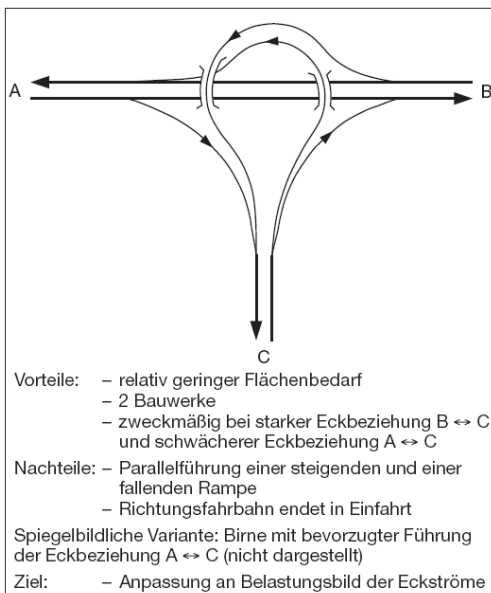 A
B
C
Vorteile: – relativ geringer Flächenbedarf
– 2 Bauwerke
– zweckmäßig bei starker Eckbeziehung B ↔ C
und schwächerer Eckbeziehung A ↔ C
Nachteile: – Parallelführung einer steigenden und einer
fallenden Rampe
– Richtungsfahrbahn endet in Einfahrt
Spiegelbildliche Variante: Birne mit bevorzugter Führung
der Eckbeziehung A ↔ C (nicht dargestellt)
Ziel: – Anpassung an Belastungsbild der Eckströme